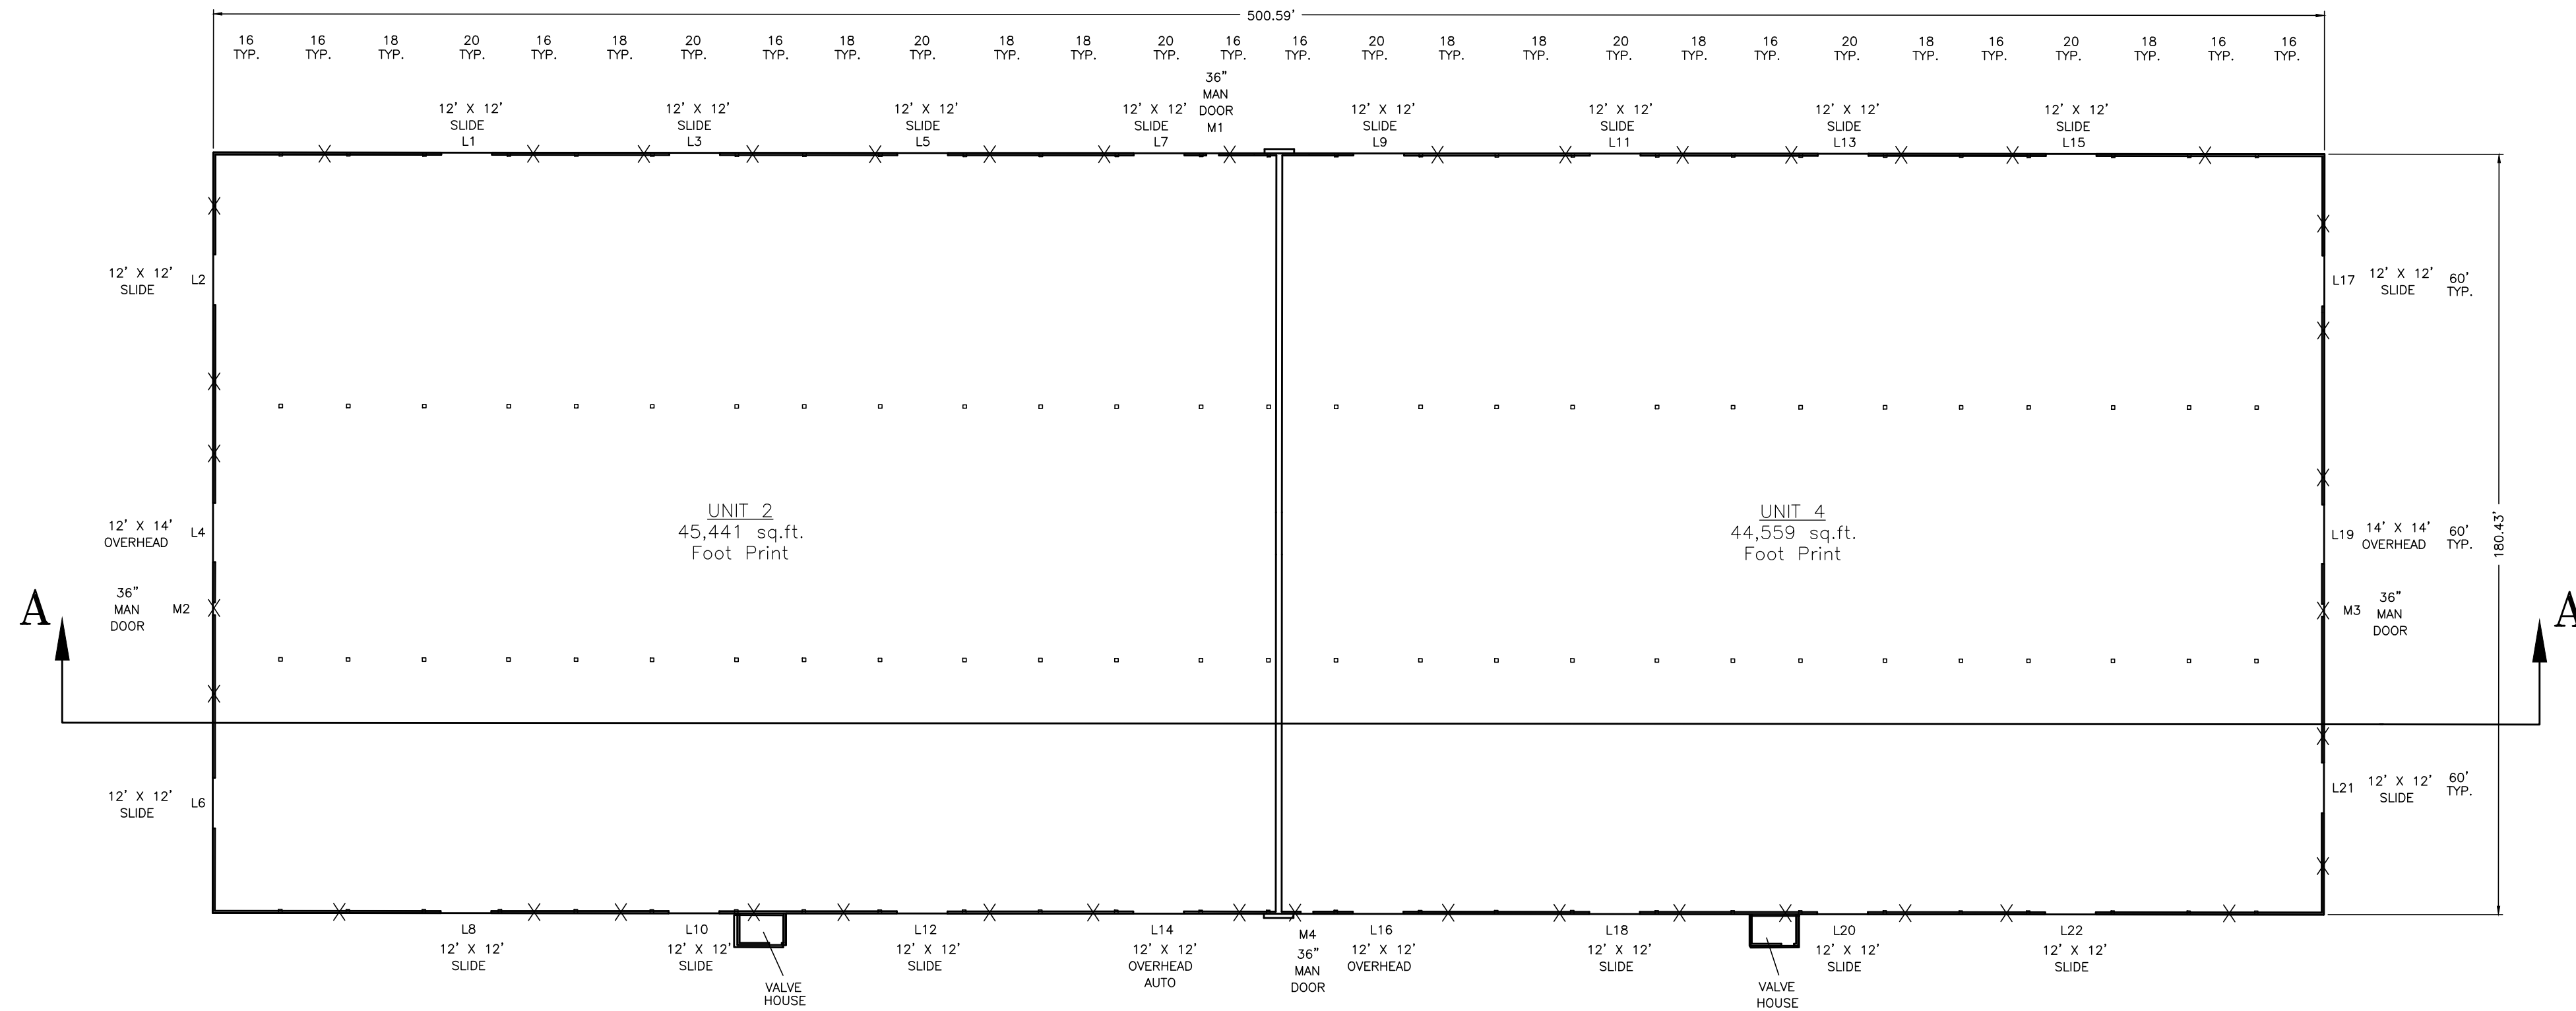 500.59'
16 16 18 20 16 18 20 16 18 20 18 18 20 16 16 20 18 18 20 18 16 20 18 16 20 18 16 16
TYP. TYP. TYP. TYP. TYP. TYP. TYP. TYP. TYP. TYP. TYP. TYP. TYP. TYP. TYP. TYP. TYP. TYP. TYP. TYP. TYP. TYP. TYP. TYP. TYP. TYP. TYP. TYP.
12' X 12'
SLIDE
L1
12' X 12'
SLIDE
L3
12' X 12'
SLIDE
L5
12' X 12'
SLIDE
L7
36"
MAN
DOOR
M1
12' X 12'
SLIDE
L9
12' X 12'
SLIDE
L11
12' X 12'
SLIDE
L13
12' X 12'
SLIDE
L15
12' X 12'
SLIDE
L2
L17
12' X 12'
SLIDE
60'
TYP.
12' X 14'
OVERHEAD
L4
UNIT 2
45,441 sq.ft.
Foot Print
UNIT 4
44,559 sq.ft.
Foot Print
L19
14' X 14'
OVERHEAD
60'
TYP.
180.43'
A
36"
MAN
DOOR
M2
M3
36"
MAN
DOOR
A
12' X 12'
SLIDE
L6
L21
12' X 12'
SLIDE
60'
TYP.
L8
12' X 12'
SLIDE
L10
12' X 12'
SLIDE
VALVE
HOUSE
L12
12' X 12'
SLIDE
L14
12' X 12'
OVERHEAD
AUTO
M4
36"
MAN
DOOR
L16
12' X 12'
OVERHEAD
L18
12' X 12'
SLIDE
VALVE
HOUSE
L20
12' X 12'
SLIDE
L22
12' X 12'
SLIDE